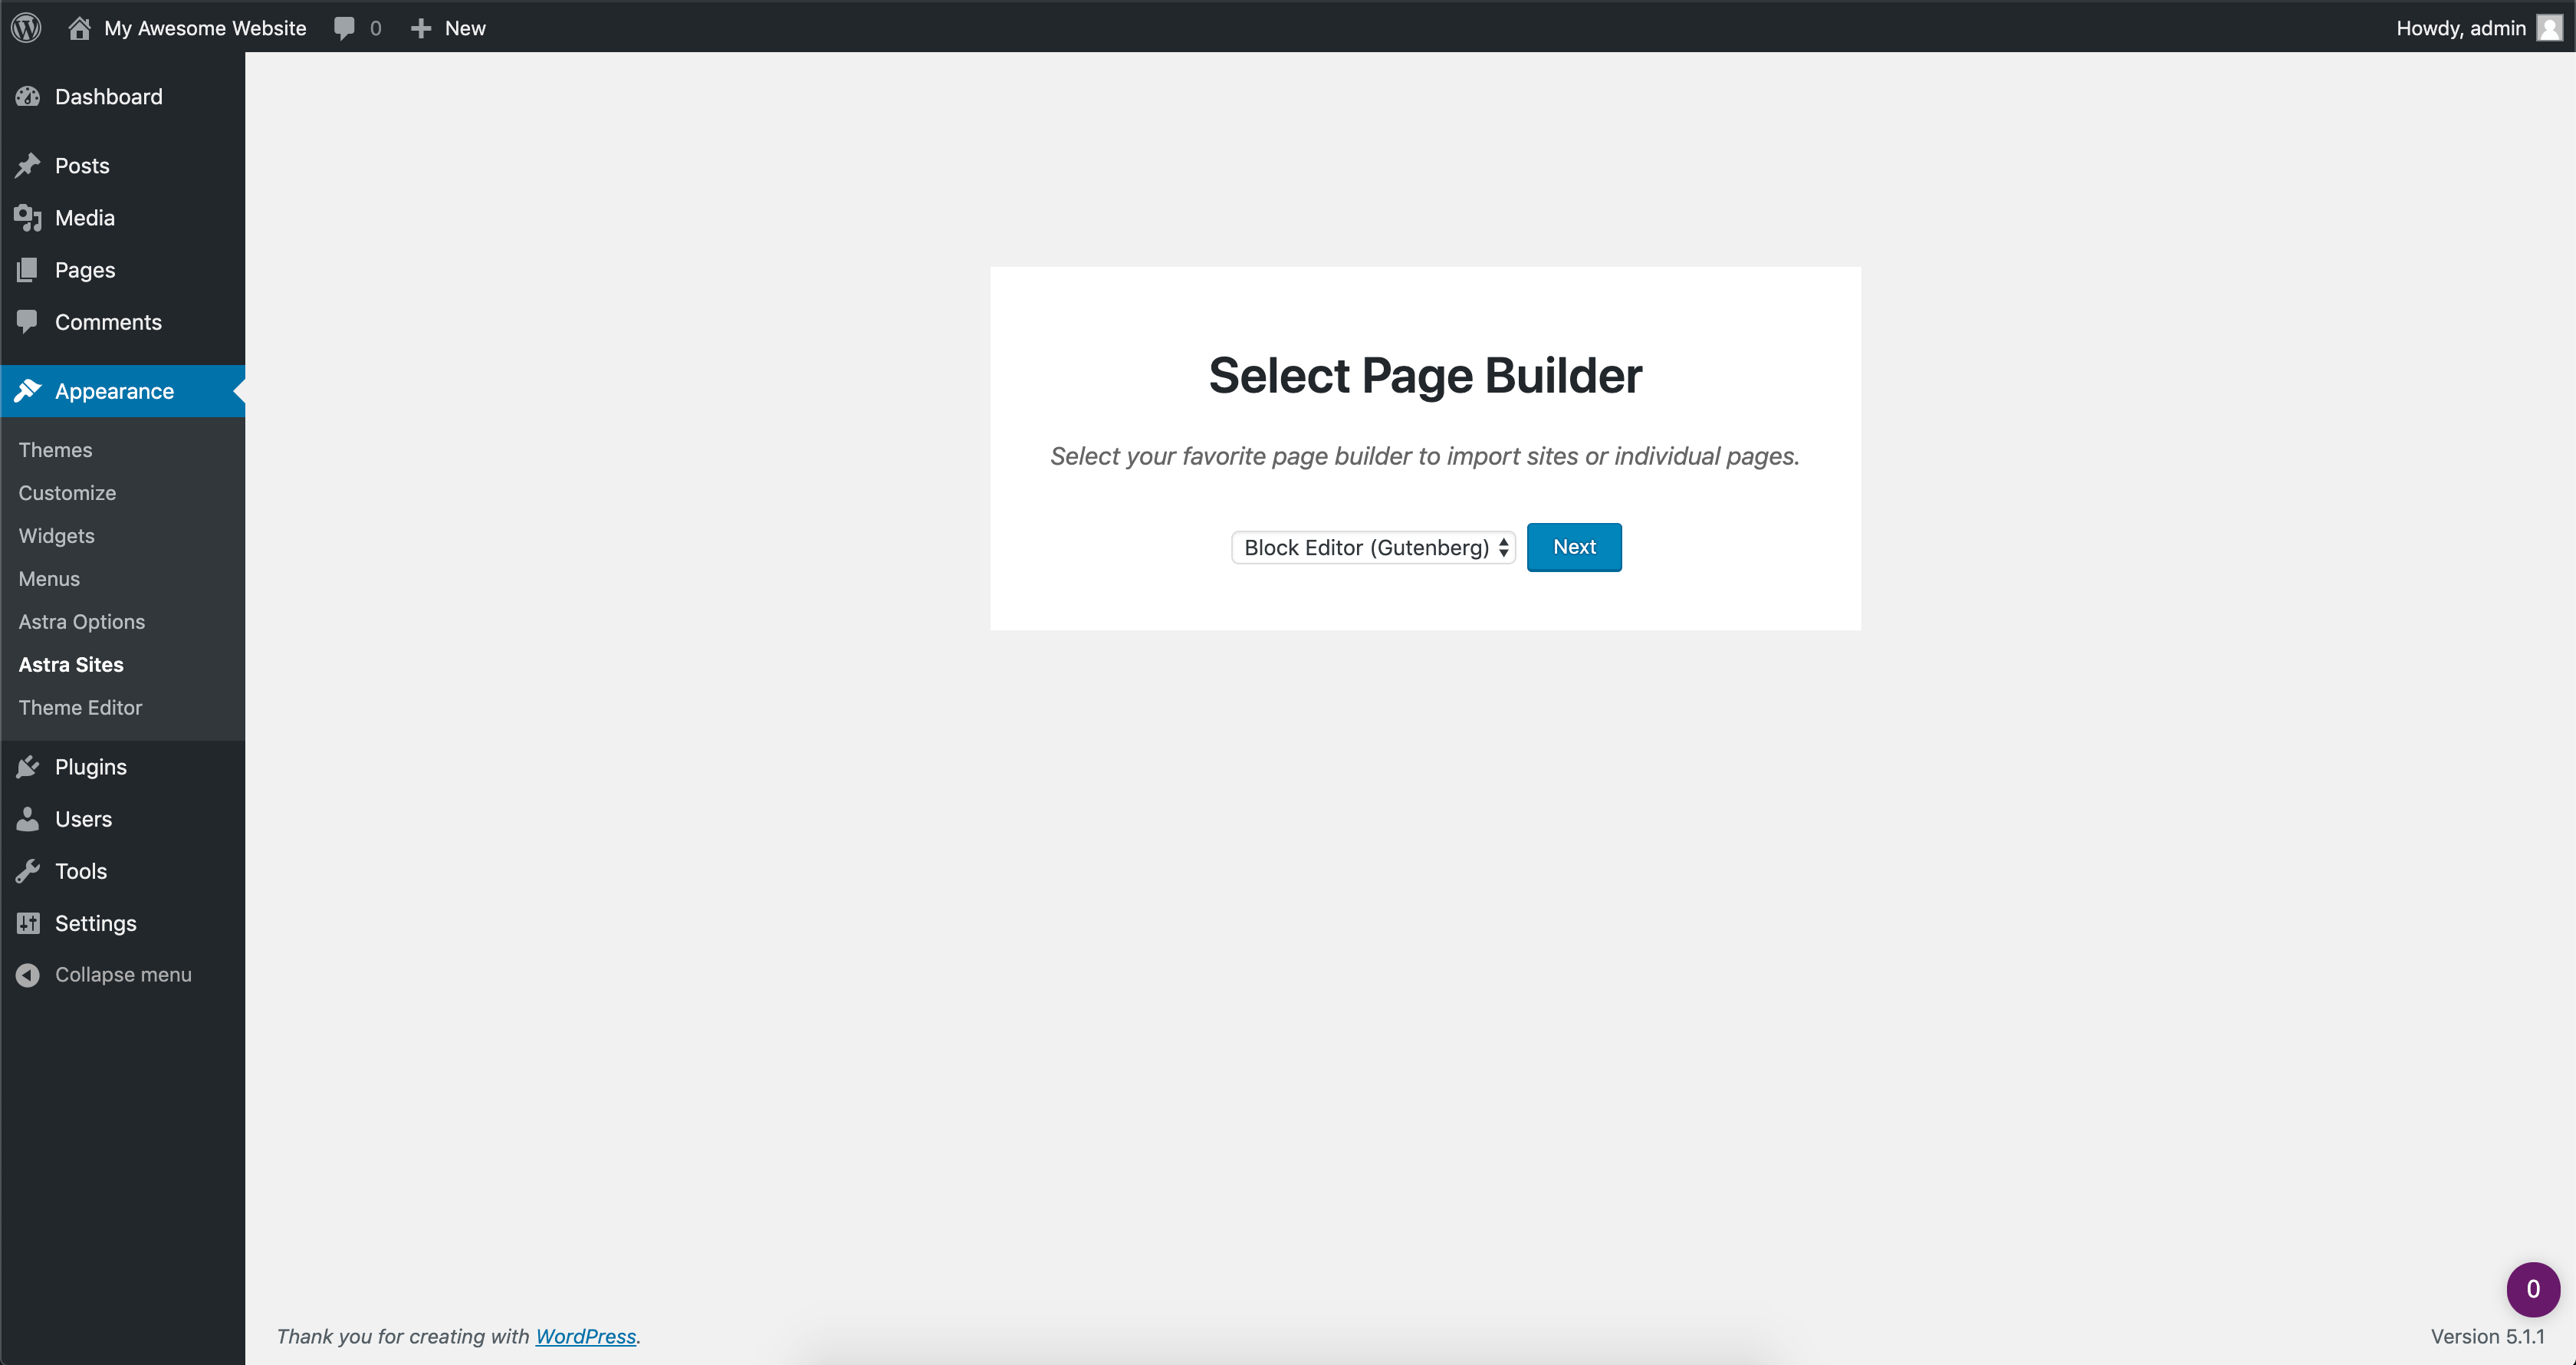 My Awesome Website 0 New Howdy, admin
Dashboard
Posts
Media
Pages
Comments
Appearance
Themes
Customize
Widgets
Menus
Astra Options
Astra Sites
Theme Editor
Plugins
Users
Tools
Settings
Collapse menu
Select Page Builder
Select your favorite page builder to import sites or individual pages.
Block Editor (Gutenberg) Next
0
Thank you for creating with WordPress. Version 5.1.1